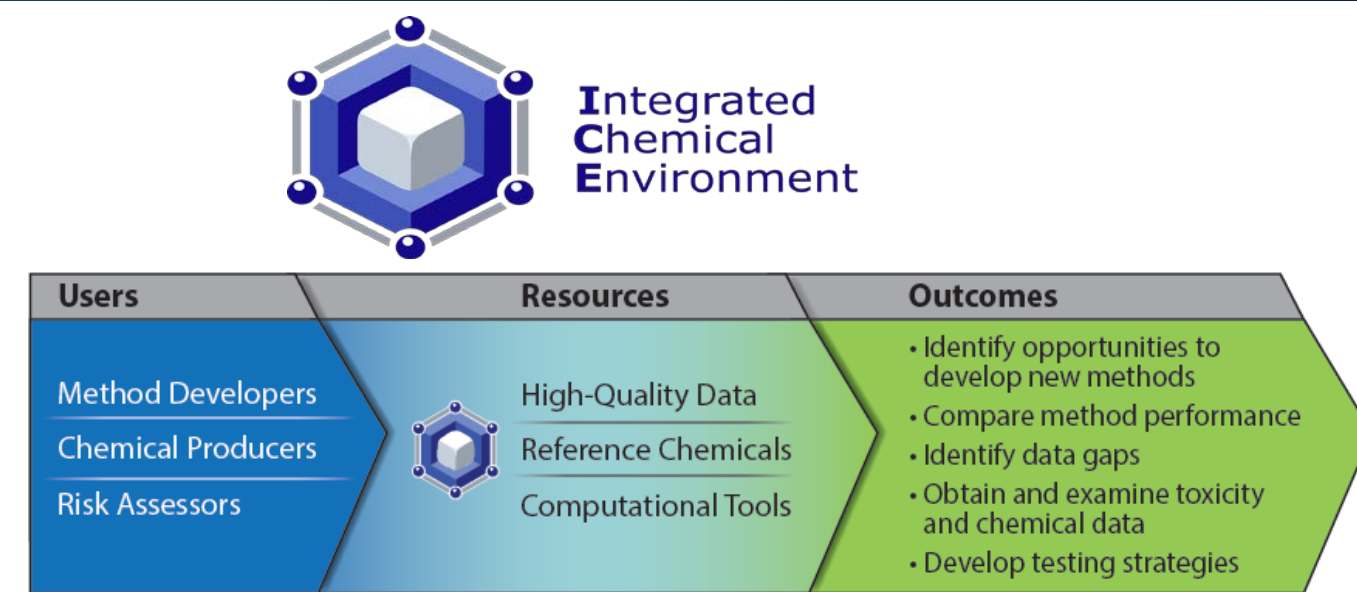 Integrated
Chemical
Environment
Users
Method Developers
Chemical Producers
Risk Assessors
Resources
High-Quality Data
Reference Chemicals
Computational Tools
Outcomes
• Identify opportunities to
develop new methods
• Compare method performance
• Identify data gaps
• Obtain and examine toxicity
and chemical data
• Develop testing strategies